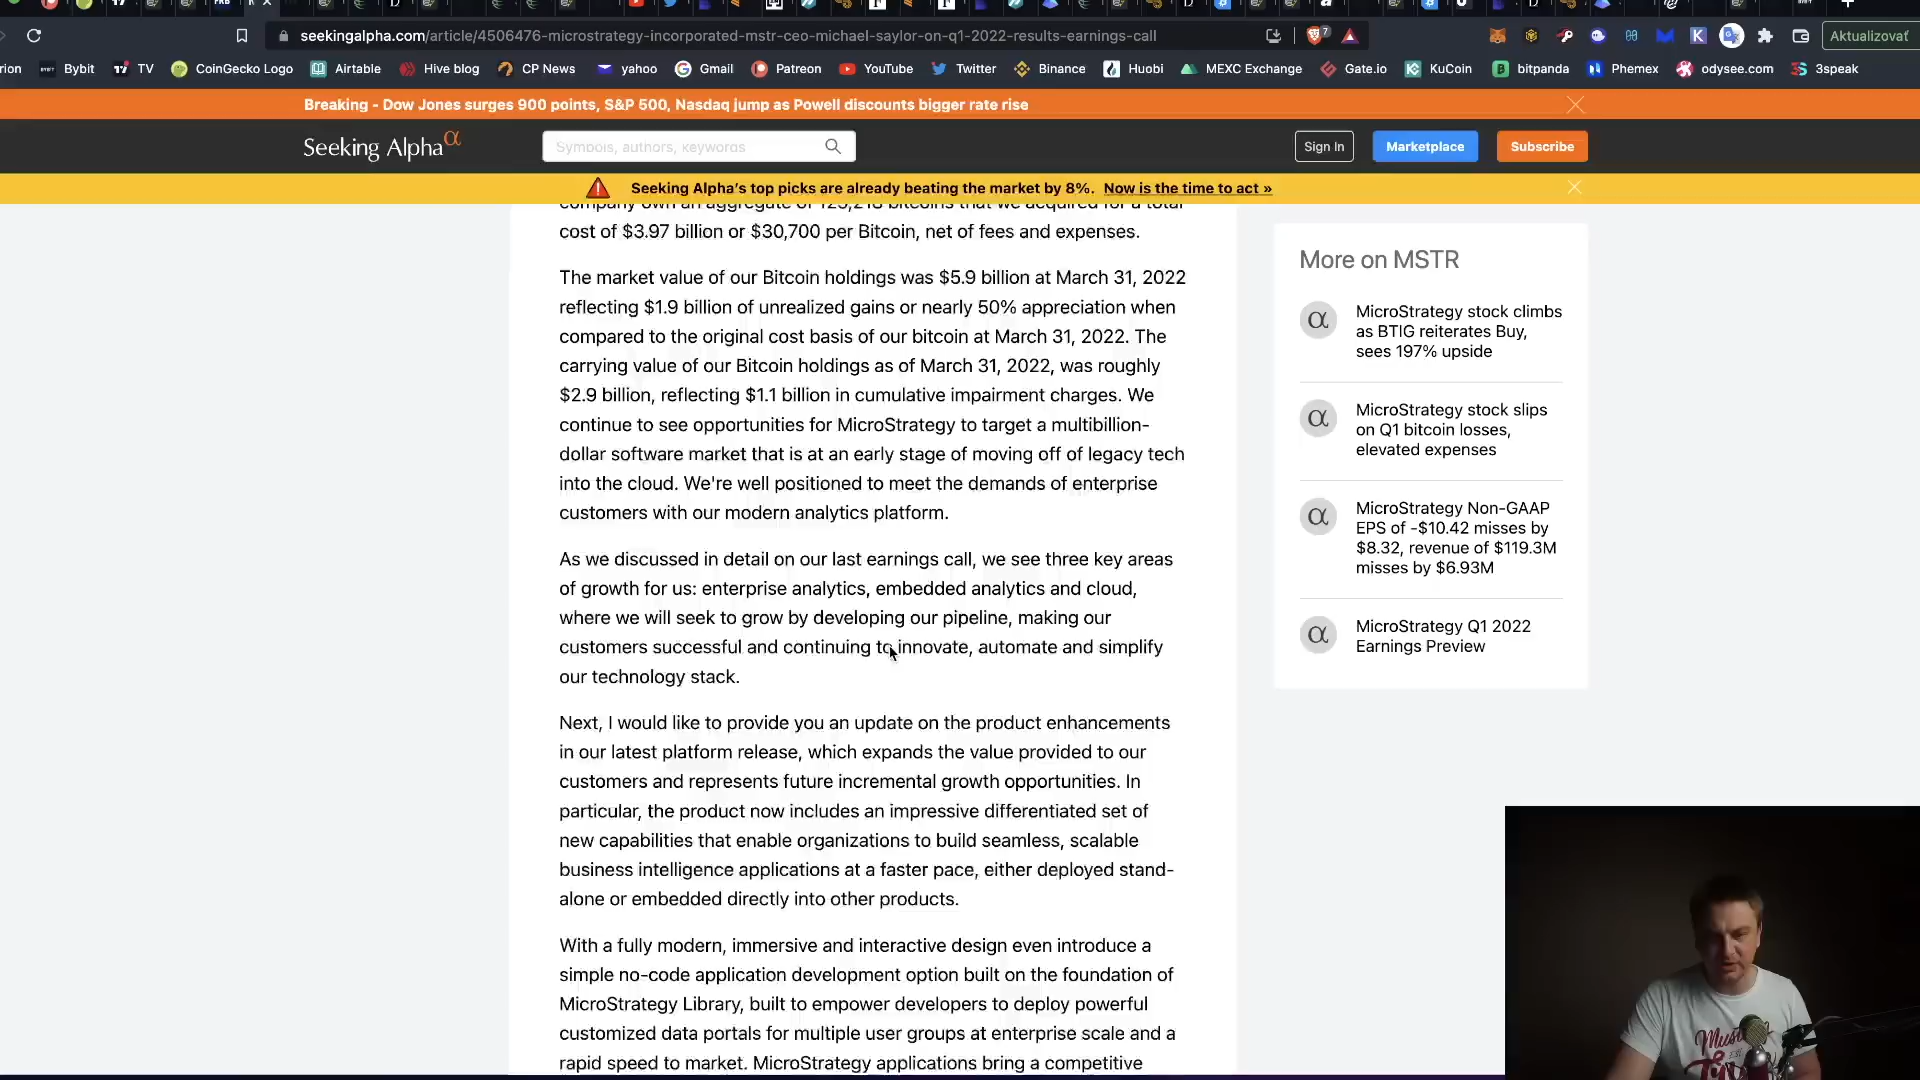 seekingalpha.com/article/4506476-microstrategy-incorporated-mstr-ceo-michael-saylor-on-q1-2022-results-earnings-call
7
Aktualizovať
rion
Bybit
TV
CoinGecko Logo
Airtable
Hive blog
CP News
yahoo
Gmail
Patreon
YouTube
Twitter
Binance
Huobi
MEXC Exchange
Gate.io
KuCoin
bitpanda
Phemex
odysee.com
3speak
Breaking - Dow Jones surges 900 points, S&P 500, Nasdaq jump as Powell discounts bigger rate rise
Seeking Alpha α
Symbols, authors, keywords
Sign In
Marketplace
Subscribe
Seeking Alpha's top picks are already beating the market by 8%. Now is the time to act »
company own an aggregate of 125,218 bitcoins that we acquired for a total
cost of $3.97 billion or $30,700 per Bitcoin, net of fees and expenses.
The market value of our Bitcoin holdings was $5.9 billion at March 31, 2022
reflecting $1.9 billion of unrealized gains or nearly 50% appreciation when
compared to the original cost basis of our bitcoin at March 31, 2022. The
carrying value of our Bitcoin holdings as of March 31, 2022, was roughly
$2.9 billion, reflecting $1.1 billion in cumulative impairment charges. We
continue to see opportunities for MicroStrategy to target a multibillion-
dollar software market that is at an early stage of moving off of legacy tech
into the cloud. We're well positioned to meet the demands of enterprise
customers with our modern analytics platform.
As we discussed in detail on our last earnings call, we see three key areas
of growth for us: enterprise analytics, embedded analytics and cloud,
where we will seek to grow by developing our pipeline, making our
customers successful and continuing to innovate, automate and simplify
our technology stack.
Next, I would like to provide you an update on the product enhancements
in our latest platform release, which expands the value provided to our
customers and represents future incremental growth opportunities. In
particular, the product now includes an impressive differentiated set of
new capabilities that enable organizations to build seamless, scalable
business intelligence applications at a faster pace, either deployed stand-
alone or embedded directly into other products.
With a fully modern, immersive and interactive design even introduce a
simple no-code application development option built on the foundation of
MicroStrategy Library, built to empower developers to deploy powerful
customized data portals for multiple user groups at enterprise scale and a
rapid speed to market. MicroStrategy applications bring a competitive
More on MSTR
α
MicroStrategy stock climbs
as BTIG reiterates Buy,
sees 197% upside
α
MicroStrategy stock slips
on Q1 bitcoin losses,
elevated expenses
α
MicroStrategy Non-GAAP
EPS of -$10.42 misses by
$8.32, revenue of $119.3M
misses by $6.93M
α
MicroStrategy Q1 2022
Earnings Preview